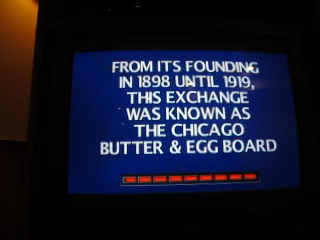 FROM ITS FOUNDING
IN 1898 UNTIL 1919,
THIS EXCHANGE
WAS KNOWN AS
THE CHICAGO
BUTTER & EGG BOARD